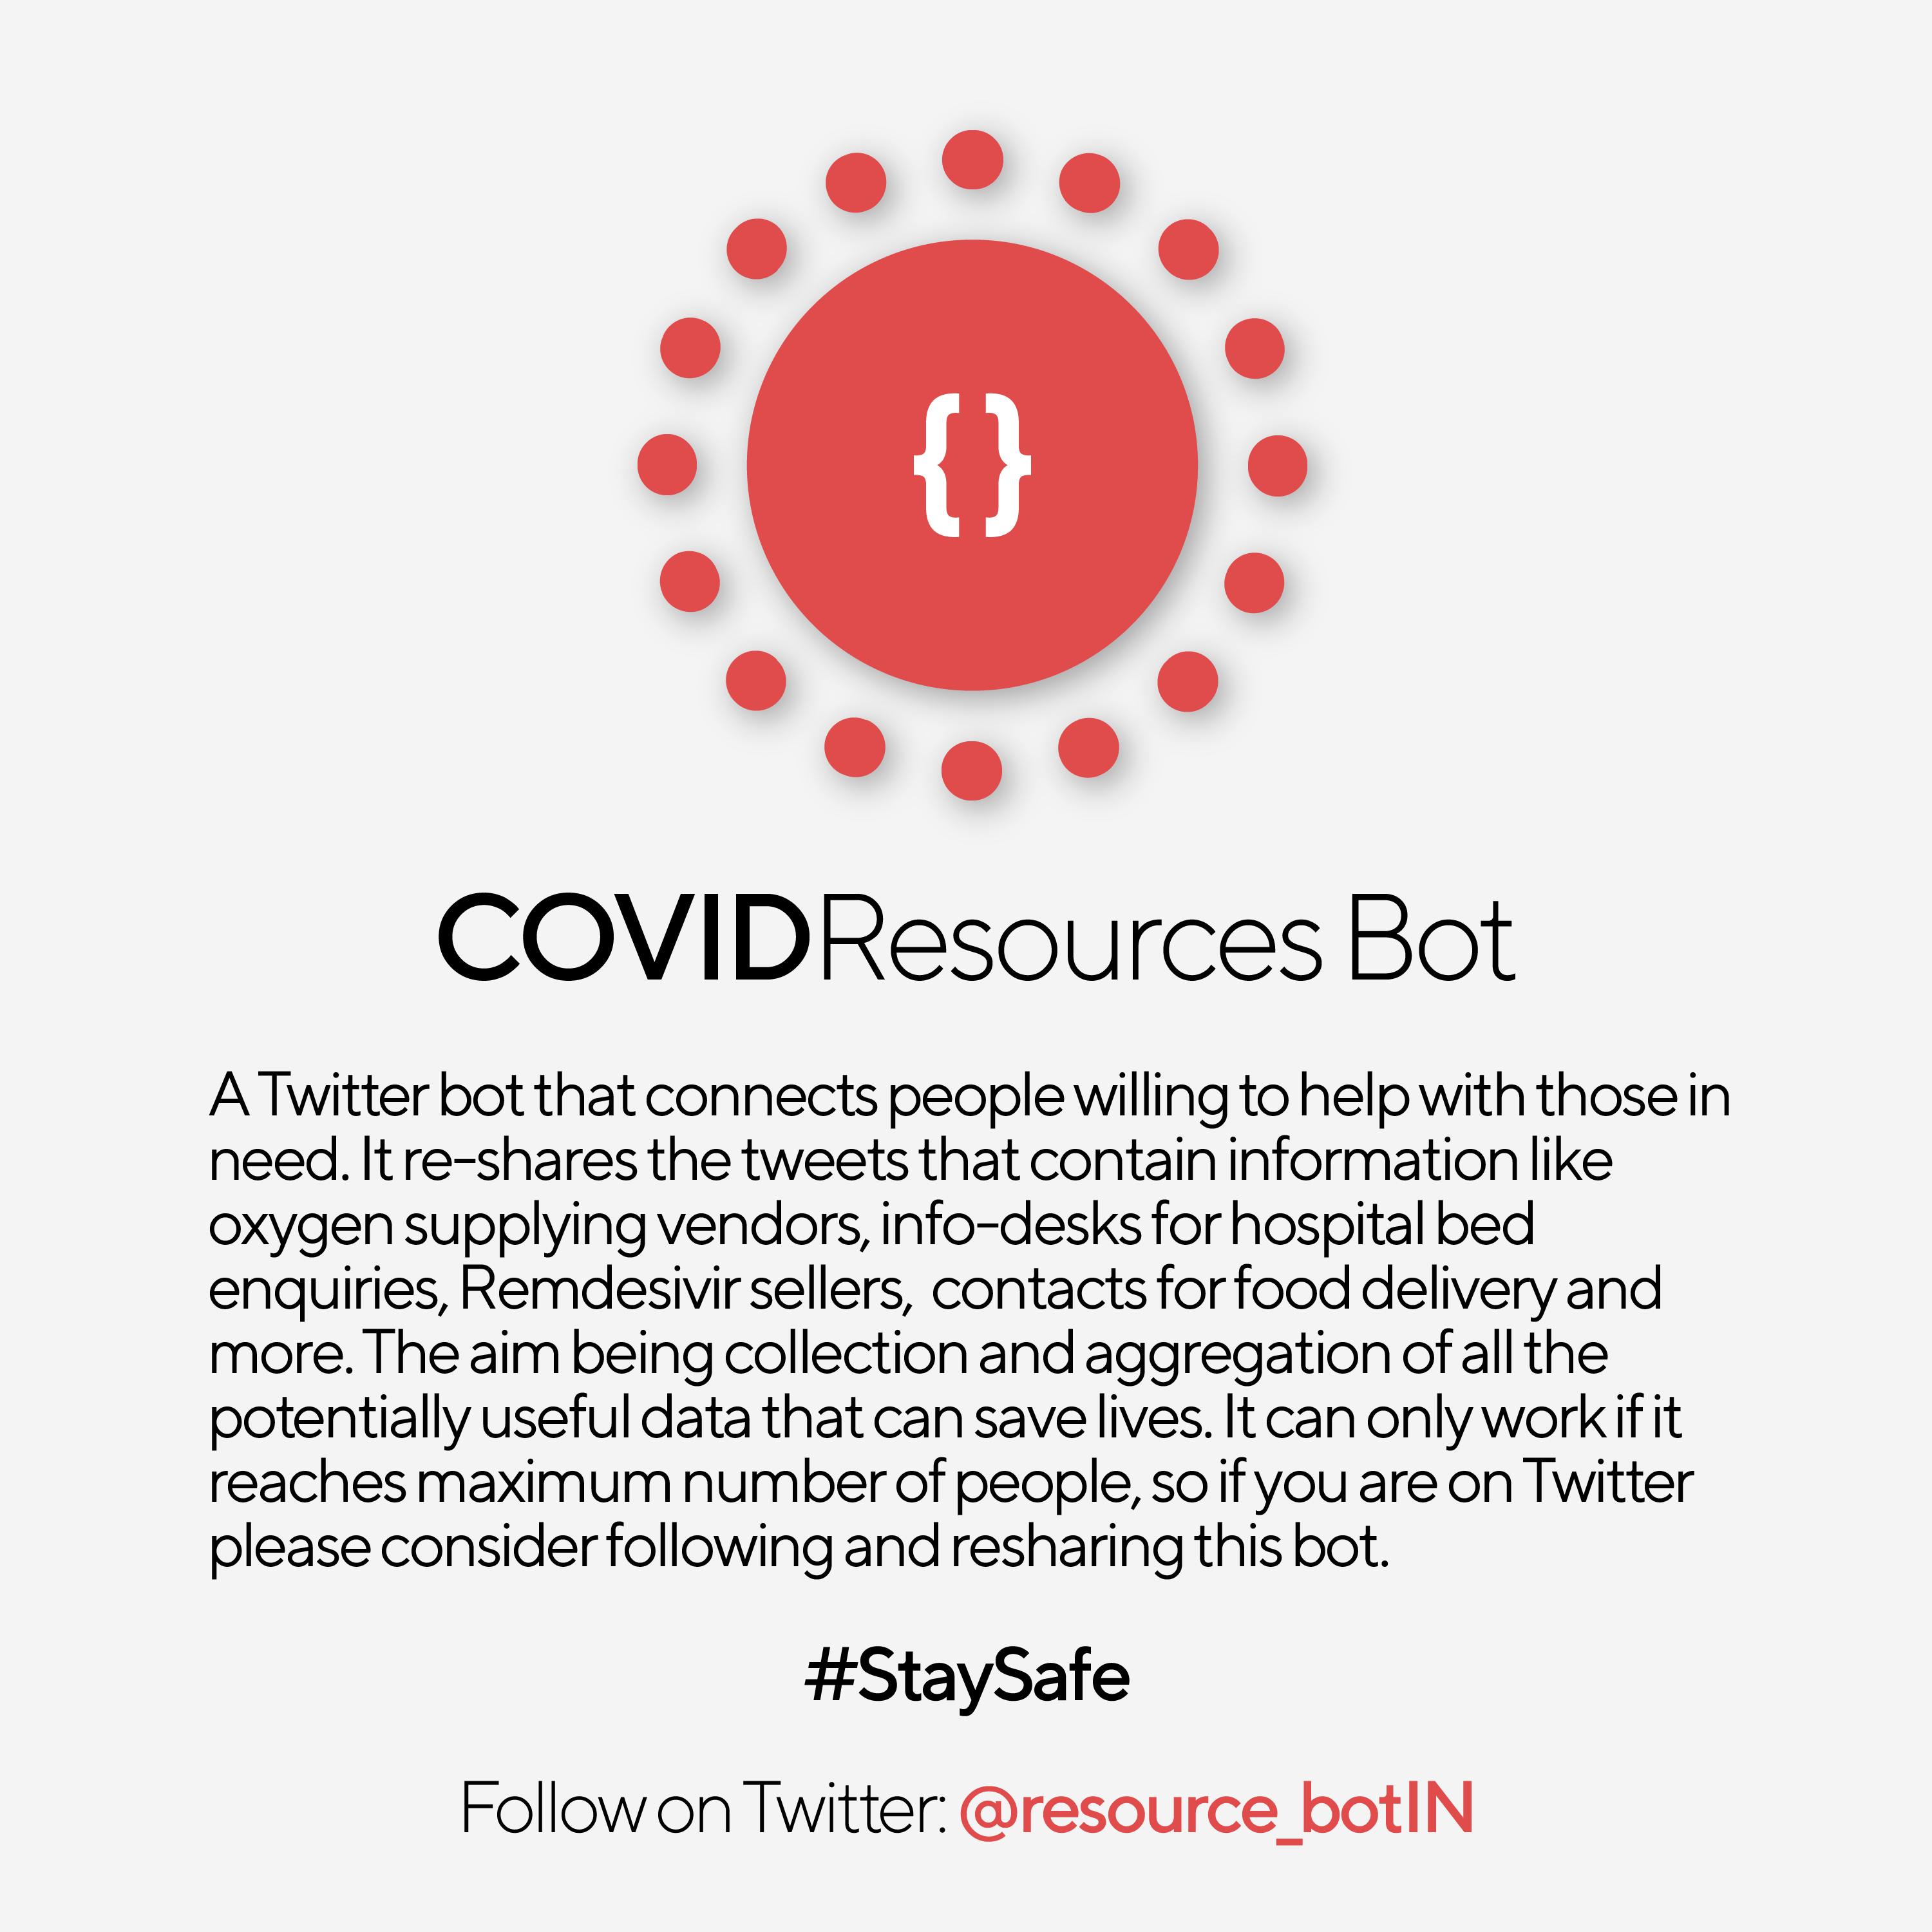 {}
COVIDResources Bot
A Twitter bot that connects people willing to help with those in
need. It re-shares the tweets that contain information like
oxygen supplying vendors, info-desks for hospital bed
enquiries, Remdesivir sellers,  contacts for food delivery and
more. The aim being collection and aggregation of all the
potentially useful data that can save lives. It can only work if it
reaches maximum number of people, so if you are on Twitter
please consider following and resharing this bot.
#StaySafe
Follow on Twitter: @resource_botIN